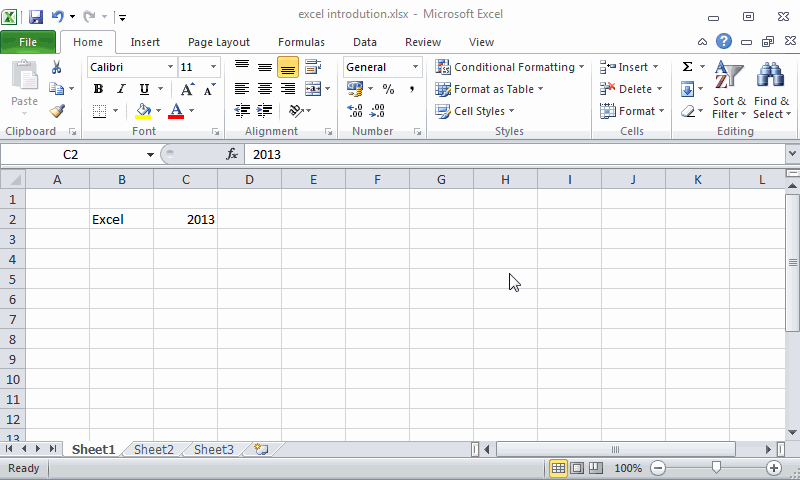 excel introdution.xlsx - Microsoft Excel
File Home Insert Page Layout Formulas Data Review View
Calibri 11 General Conditional Formatting Insert Σ
Paste B I U A A % , Format as Table Delete Sort & Filter Find & Select
A .00 .0 Cell Styles Format
Clipboard Font Alignment Number Styles Cells Editing
C2 fx 2013
A B C D E F G H I J K L
1
2 Excel 2013
3
4
5
6
7
8
9
10
11
12
13
Sheet1 Sheet2 Sheet3
Ready 100%